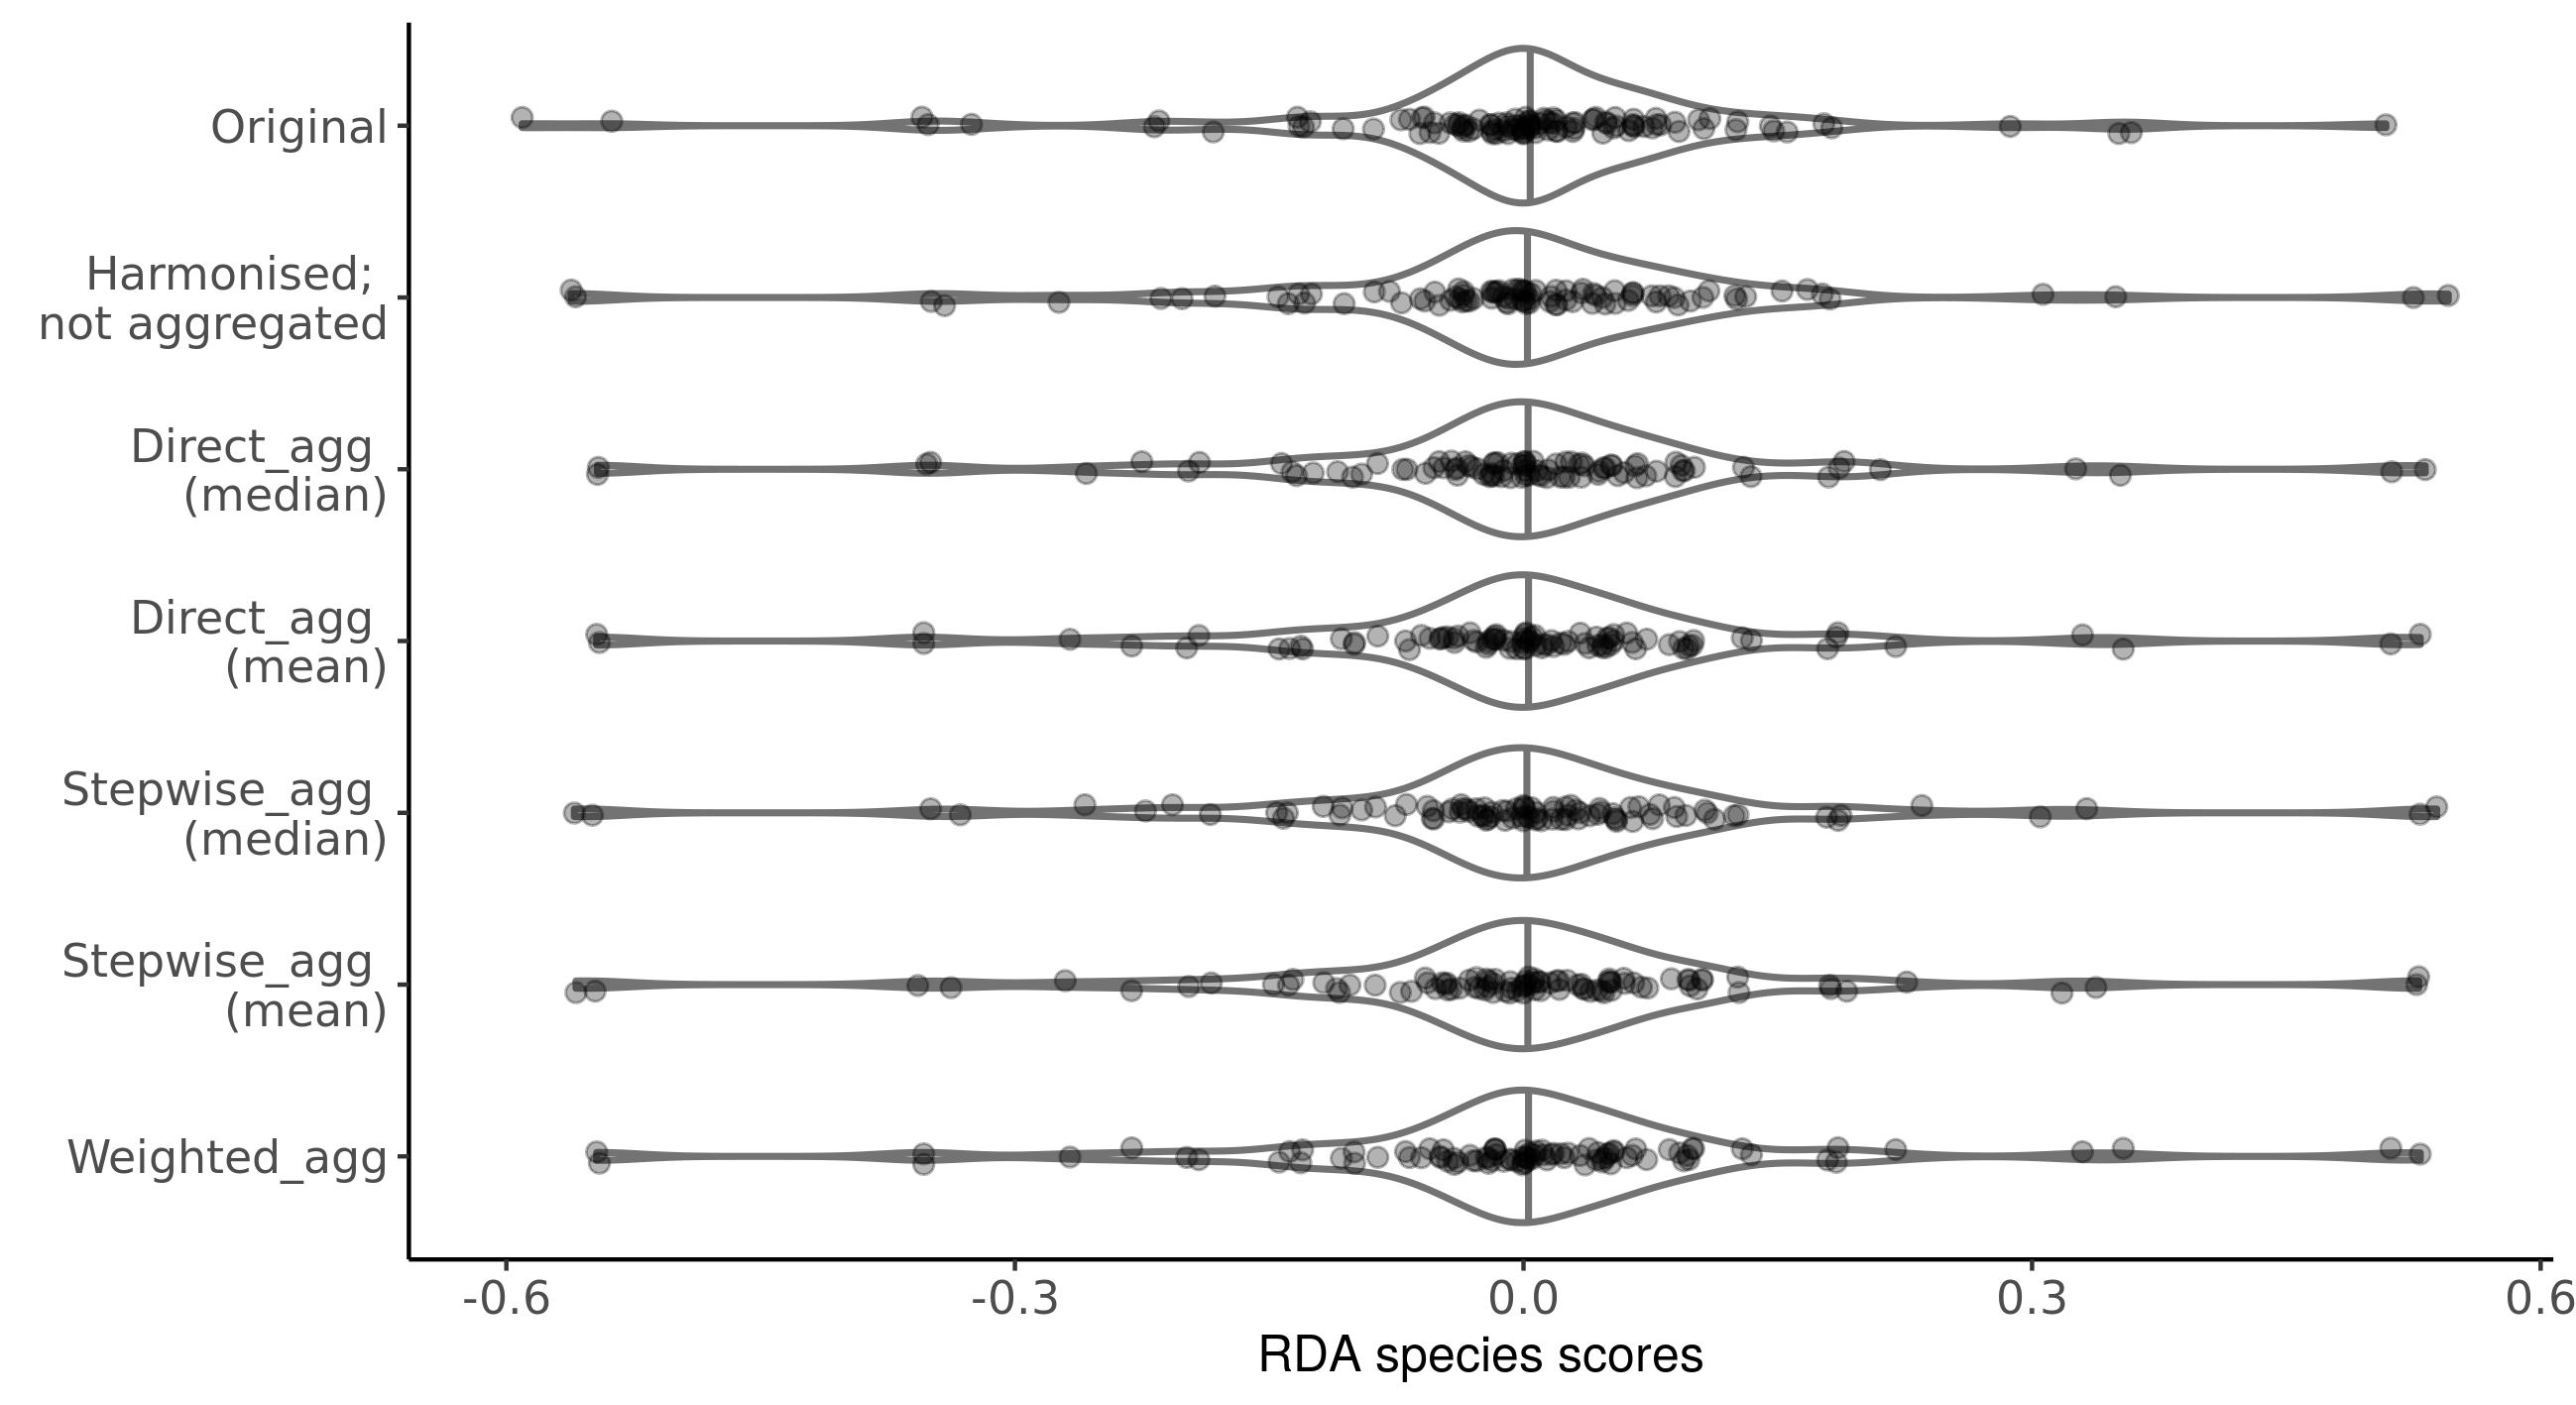 Original
Harmonised;
not aggregated
Direct_agg
(median)
Direct_agg
(mean)
Stepwise_agg
(median)
Stepwise_agg
(mean)
Weighted_agg
-0.6 -0.3 0.0 0.3 0.6
RDA species scores